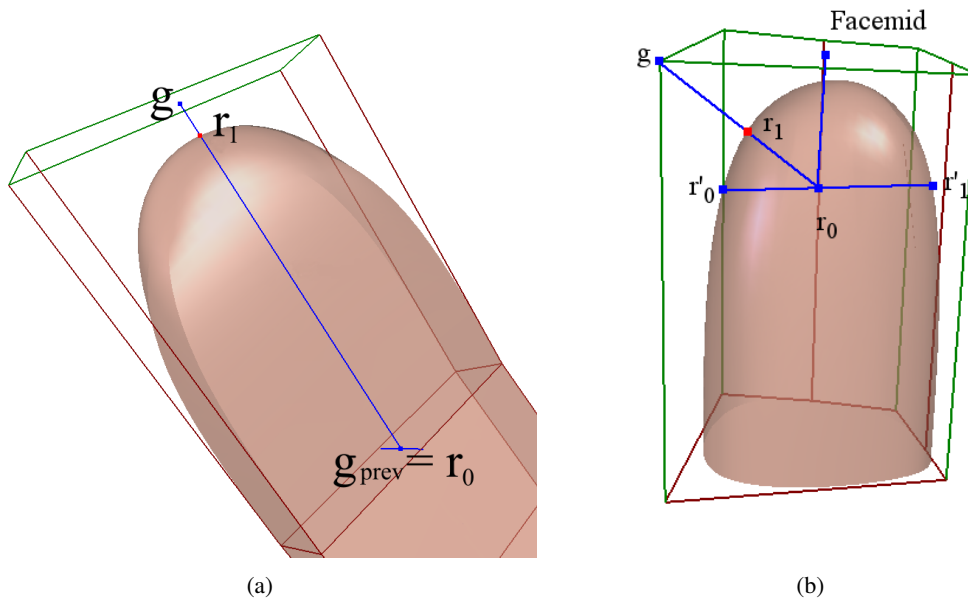 g
r1
gprev = r0
(a)
Facemid
g
r1
r'0
r'1
r0
(b)